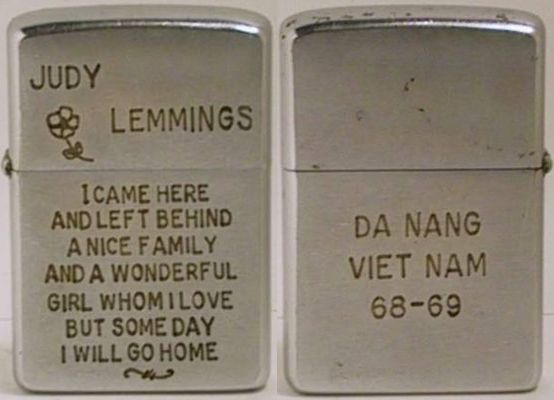 JUDY
LEMMINGS
I CAME HERE
AND LEFT BEHIND
A NICE FAMILY
AND A WONDERFUL
GIRL WHOM I LOVE
BUT SOME DAY
I WILL GO HOME
DA NANG
VIET NAM
68-69